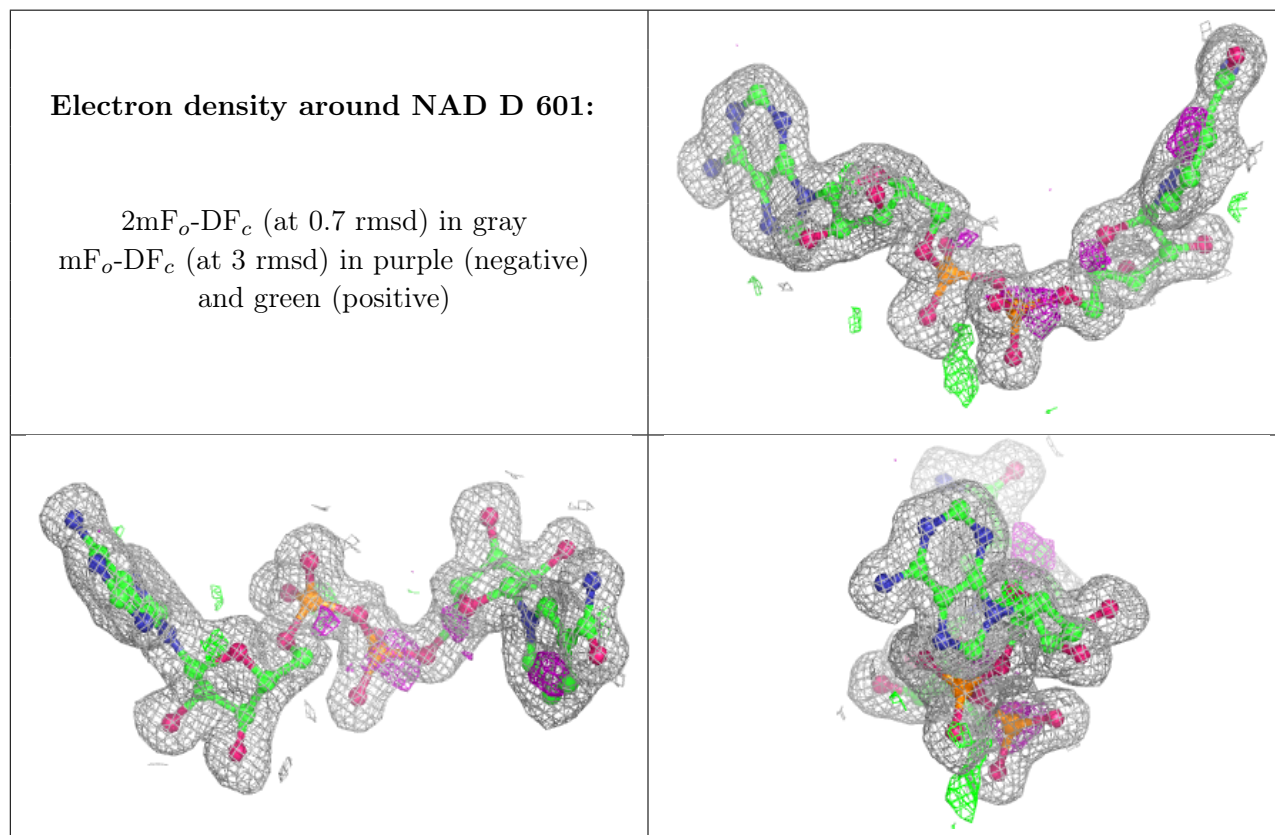 Electron density around NAD D 601:
2mFo-DFc (at 0.7 rmsd) in gray
mFo-DFc (at 3 rmsd) in purple (negative)
and green (positive)